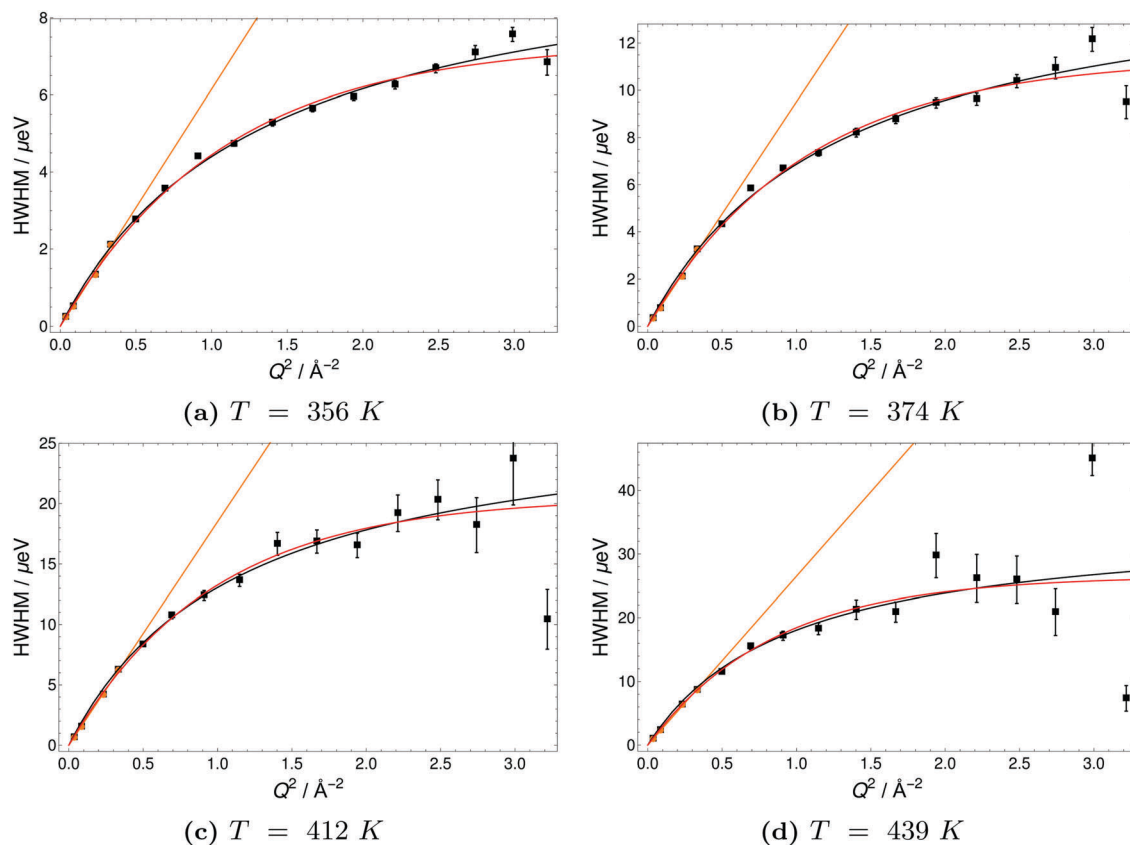 8
6
4
2
0
HWHM / μeV
0.0 0.5 1.0 1.5 2.0 2.5 3.0
Q² / Å⁻²
(a) T = 356 K
12
10
8
6
4
2
0
HWHM / μeV
0.0 0.5 1.0 1.5 2.0 2.5 3.0
Q² / Å⁻²
(b) T = 374 K
25
20
15
10
5
0
HWHM / μeV
0.0 0.5 1.0 1.5 2.0 2.5 3.0
Q² / Å⁻²
(c) T = 412 K
40
30
20
10
0
HWHM / μeV
0.0 0.5 1.0 1.5 2.0 2.5 3.0
Q² / Å⁻²
(d) T = 439 K